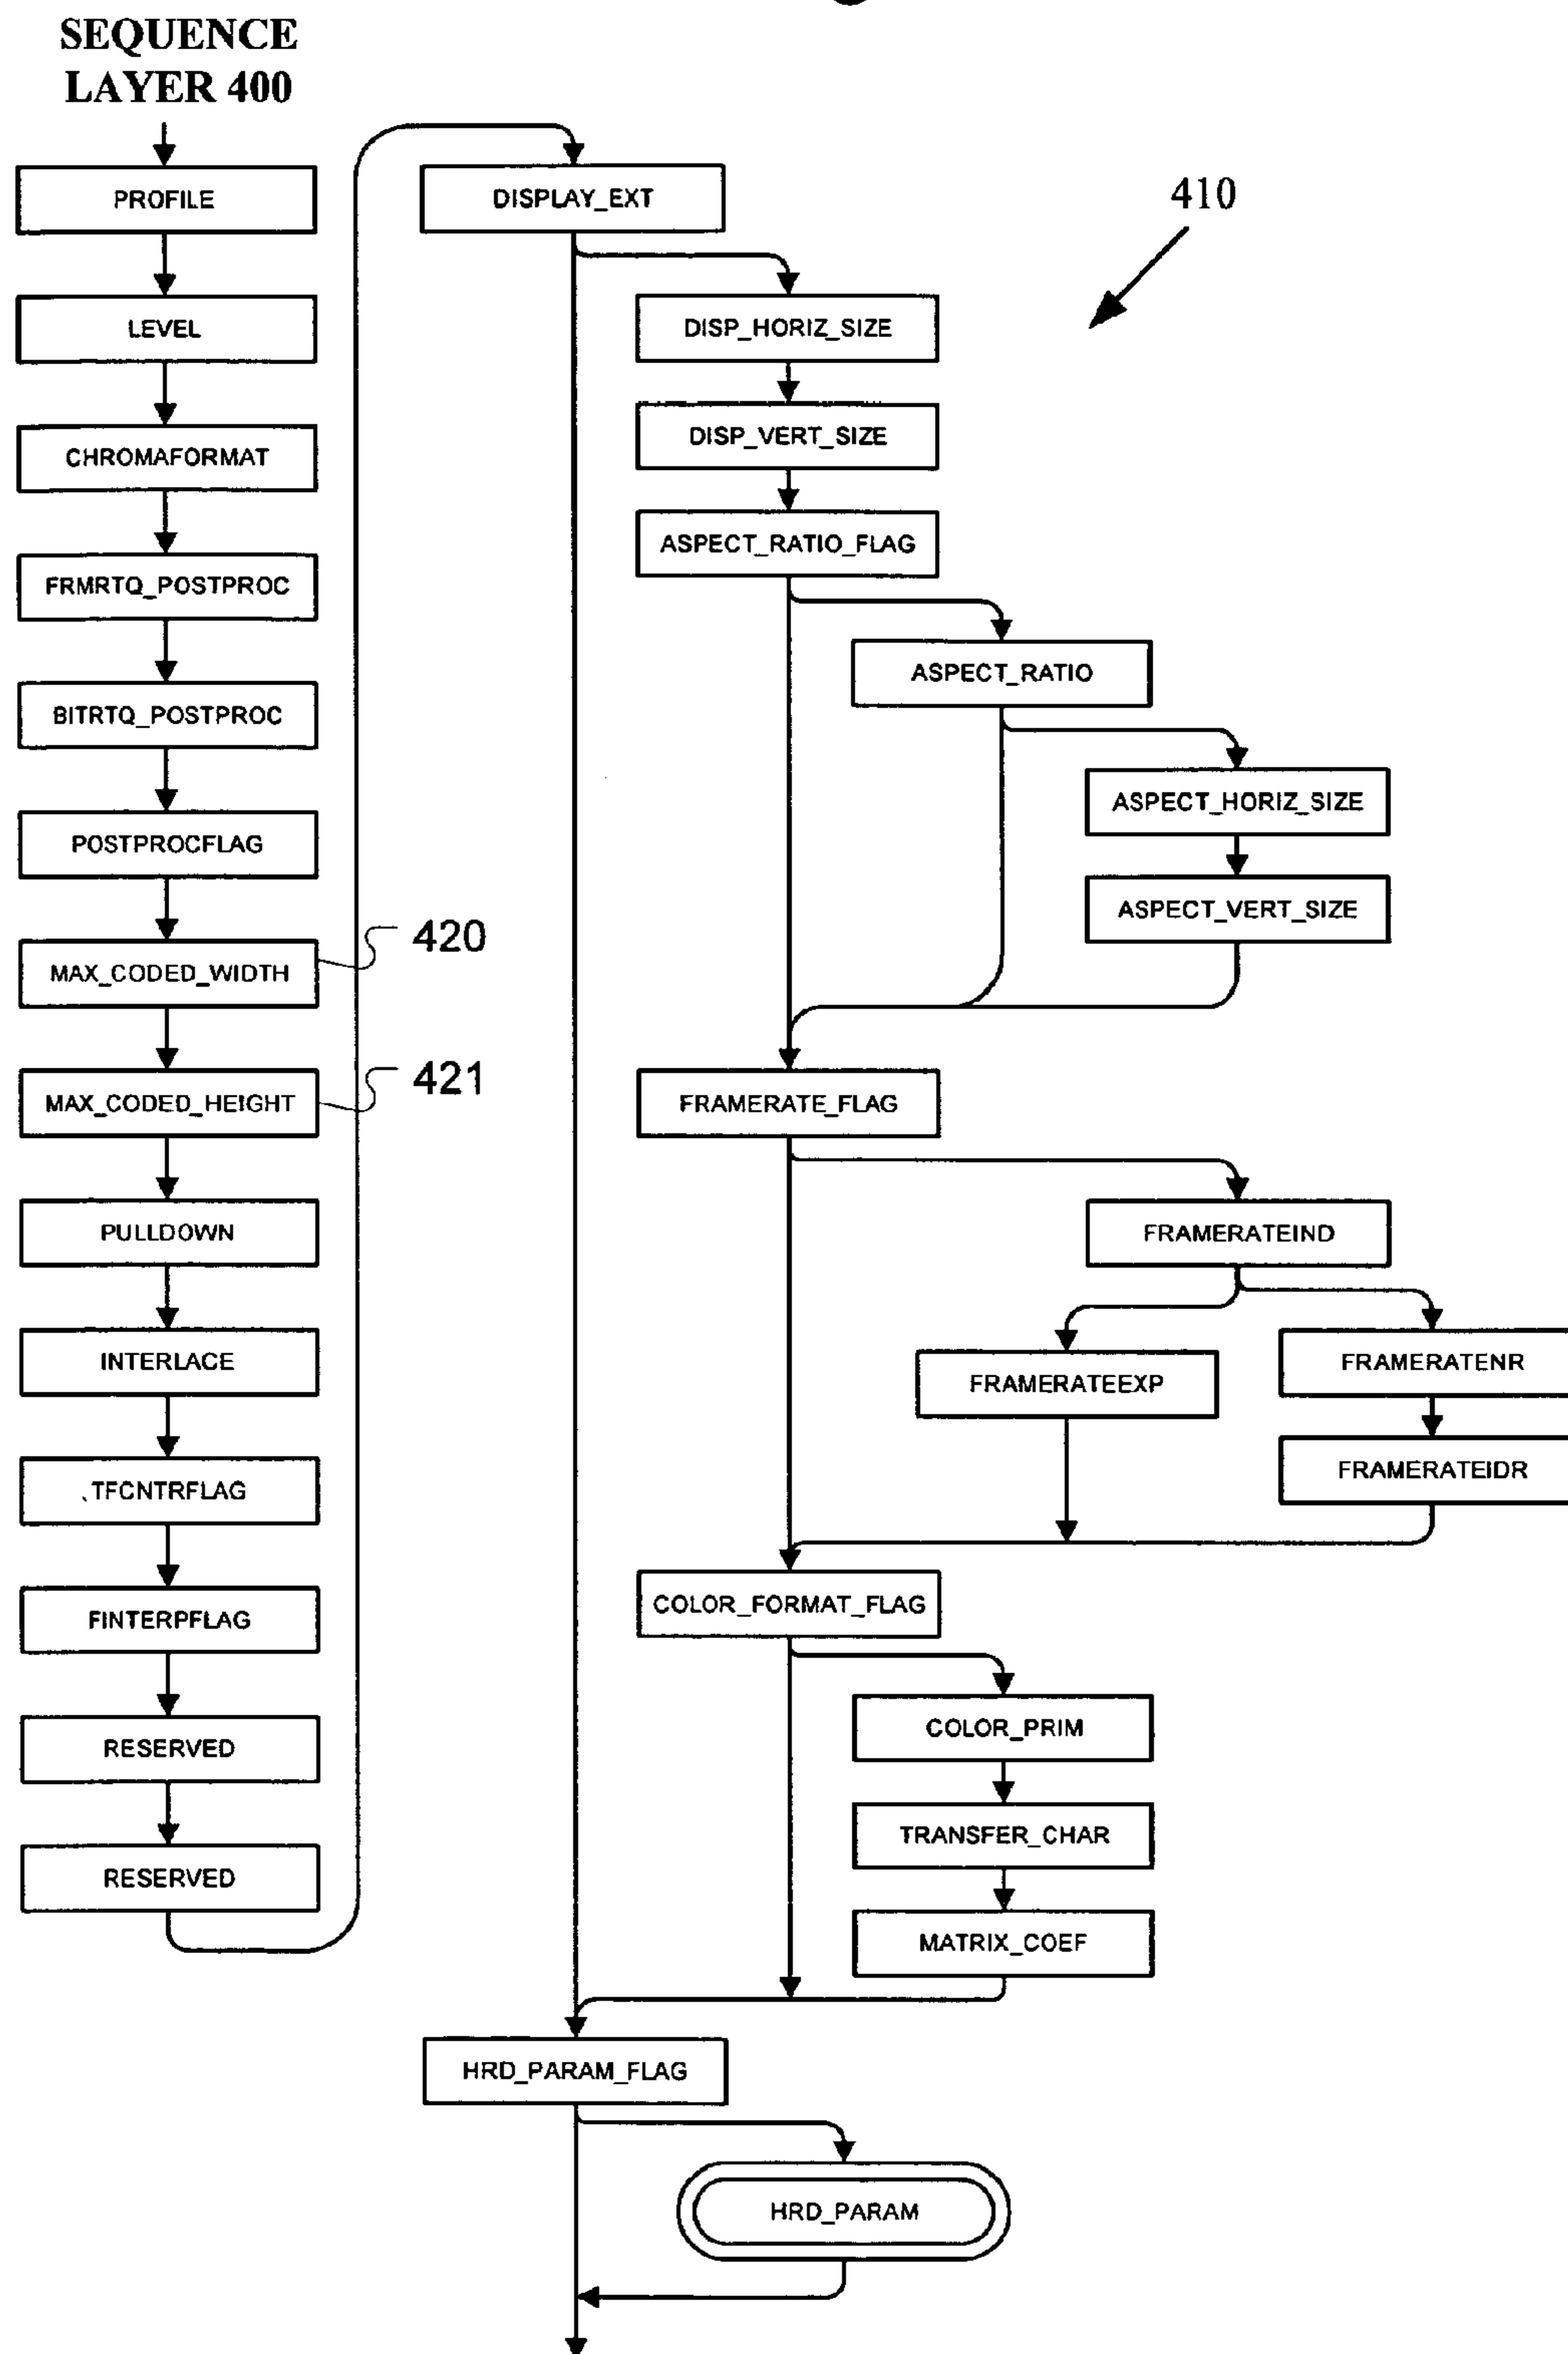 SEQUENCE
LAYER 400
PROFILE
LEVEL
CHROMAFORMAT
FRMRTQ_POSTPROC
BITRTQ_POSTPROC
POSTPROCFLAG
MAX_CODED_WIDTH
420
MAX_CODED_HEIGHT
421
PULLDOWN
INTERLACE
TFCNTRFLAG
FINTERPFLAG
RESERVED
RESERVED
DISPLAY_EXT
410
DISP_HORIZ_SIZE
DISP_VERT_SIZE
ASPECT_RATIO_FLAG
ASPECT_RATIO
ASPECT_HORIZ_SIZE
ASPECT_VERT_SIZE
FRAMERATE_FLAG
FRAMERATEIND
FRAMERATEEXP
FRAMERATENR
FRAMERATEIDR
COLOR_FORMAT_FLAG
COLOR_PRIM
TRANSFER_CHAR
MATRIX_COEF
HRD_PARAM_FLAG
HRD_PARAM